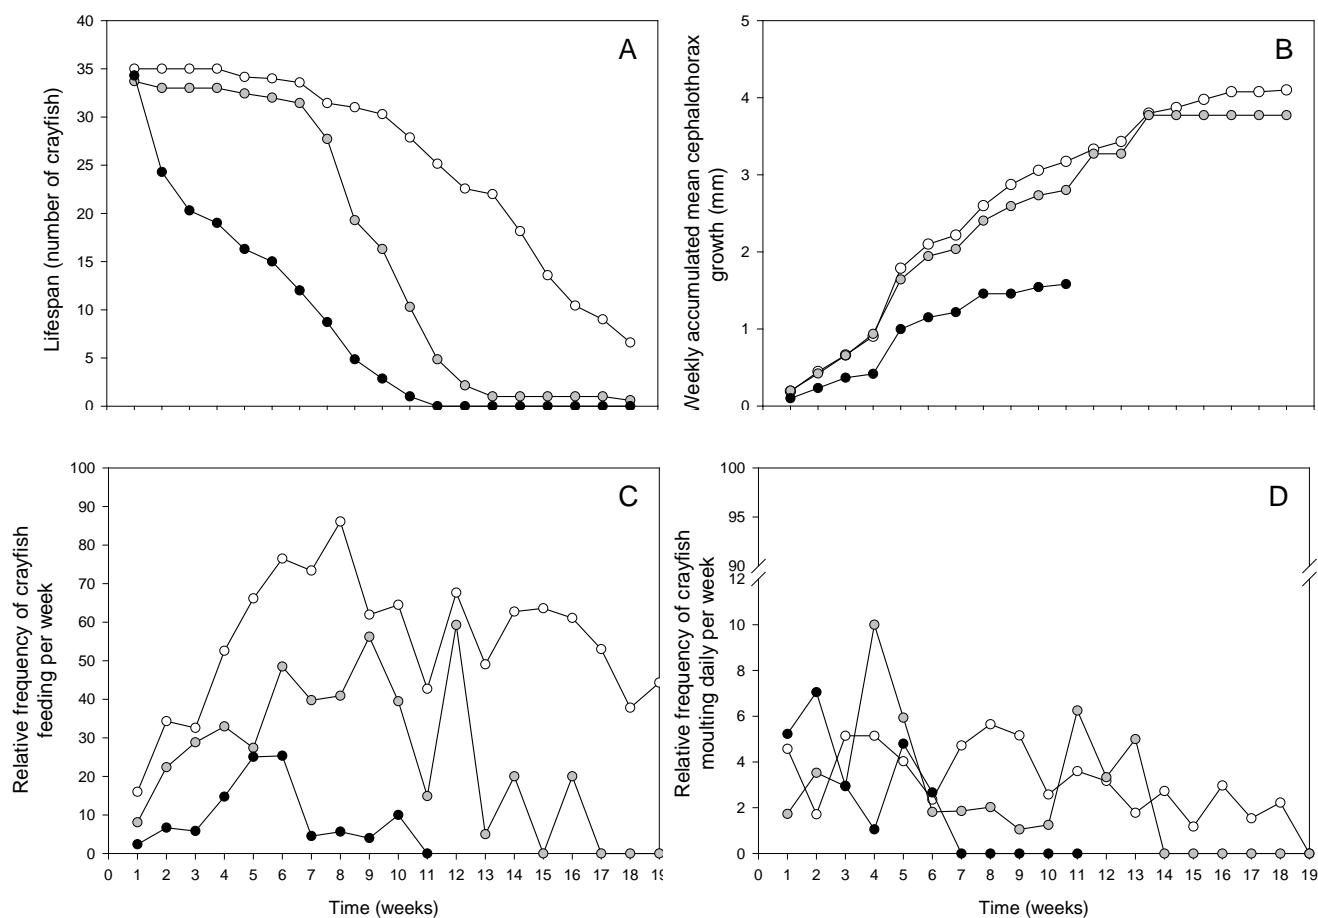 A
40
35
30
25
20
15
10
5
0
Lifespan (number of crayfish)
B
5
4
3
2
1
0
Weekly accumulated mean cephalothorax
growth (mm)
C
100
90
80
70
60
50
40
30
20
10
0
Relative frequency of crayfish
feeding per week
0 1 2 3 4 5 6 7 8 9 10 11 12 13 14 15 16 17 18 19
Time (weeks)
D
100
95
90
12
10
8
6
4
2
0
Relative frequency of crayfish
moulting daily per week
0 1 2 3 4 5 6 7 8 9 10 11 12 13 14 15 16 17 18 19
Time (weeks)